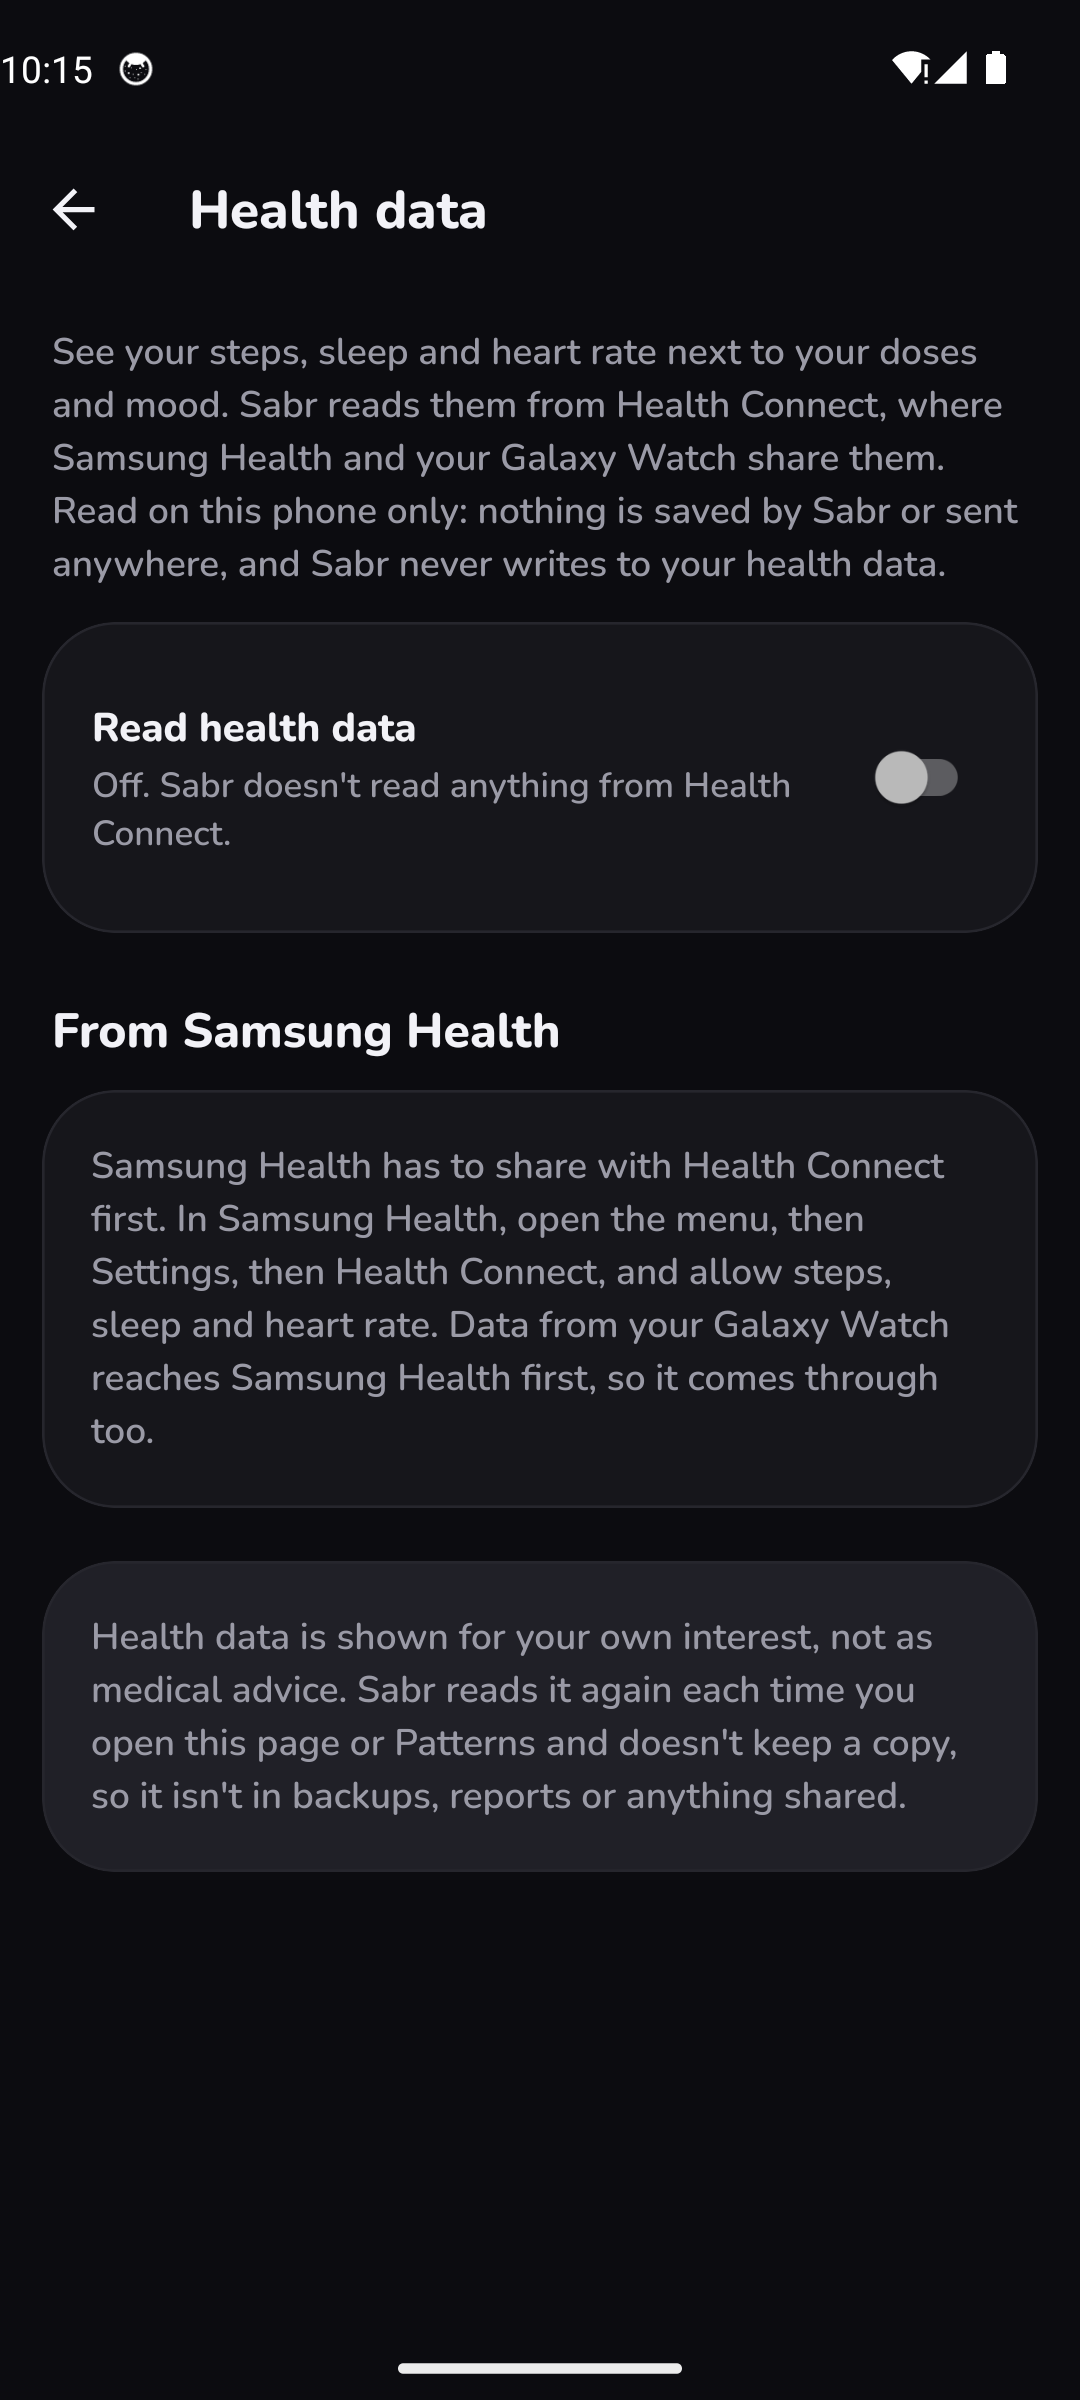 10:15
Health data
See your steps, sleep and heart rate next to your doses
and mood. Sabr reads them from Health Connect, where
Samsung Health and your Galaxy Watch share them.
Read on this phone only: nothing is saved by Sabr or sent
anywhere, and Sabr never writes to your health data.
Read health data
Off. Sabr doesn't read anything from Health
Connect.
From Samsung Health
Samsung Health has to share with Health Connect
first. In Samsung Health, open the menu, then
Settings, then Health Connect, and allow steps,
sleep and heart rate. Data from your Galaxy Watch
reaches Samsung Health first, so it comes through
too.
Health data is shown for your own interest, not as
medical advice. Sabr reads it again each time you
open this page or Patterns and doesn't keep a copy,
so it isn't in backups, reports or anything shared.